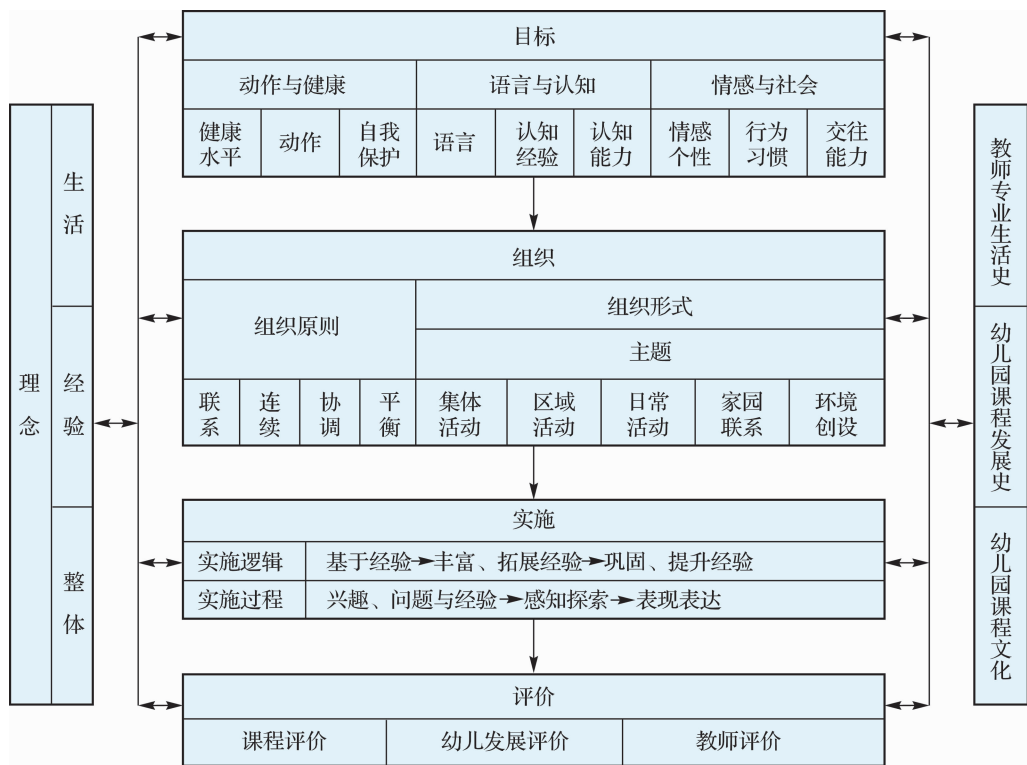 目标
动作与健康 语言与认知 情感与社会
健康水平 动作 自我保护 语言 认知经验 认知能力 情感个性 行为习惯 交往能力
组织
组织原则 组织形式
主题
联系 连续 协调 平衡 集体活动 区域活动 日常活动 家园联系 环境创设
实施
实施逻辑 基于经验→丰富、拓展经验→巩固、提升经验
实施过程 兴趣、问题与经验→感知探索→表现表达
评价
课程评价 幼儿发展评价 教师评价
理念
生活
经验
整体
教师专业生活史
幼儿园课程发展史
幼儿园课程文化